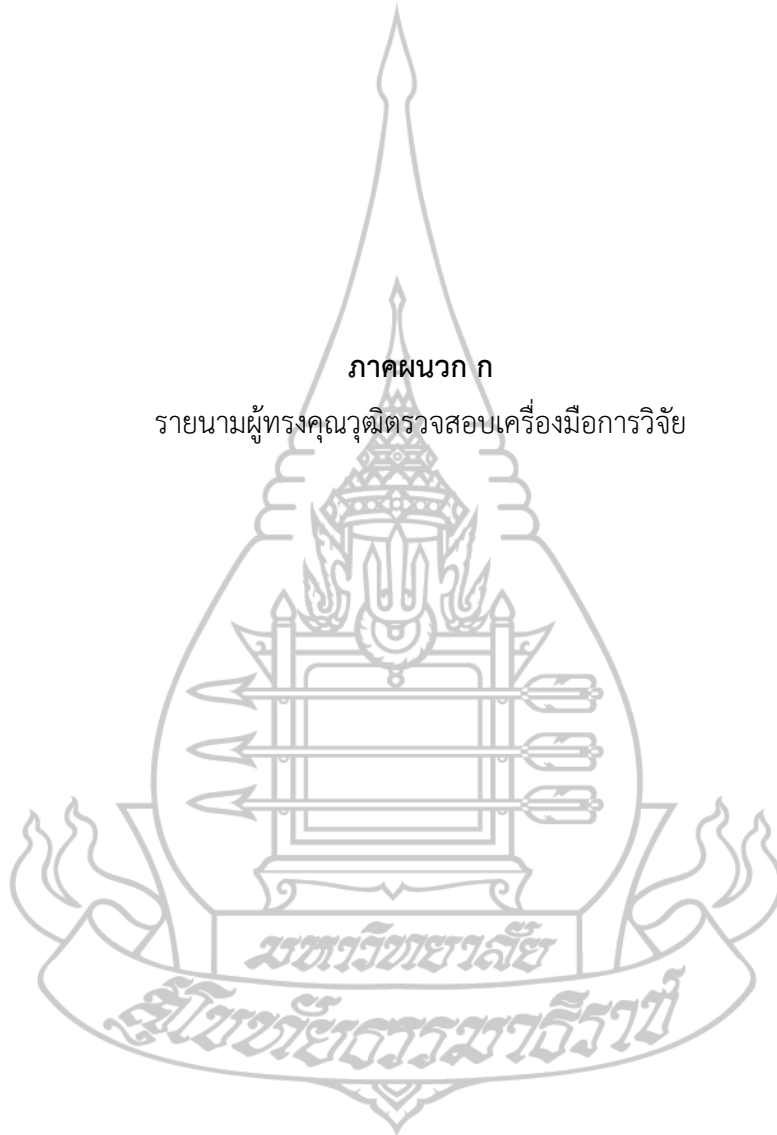 ภาคผนวก ก
รายนามผู้ทรงคุณวุฒิตรวจสอบเครื่องมือการวิจัย
มหาวิทยาลัย
สุโขทัยธรรมาธิราช